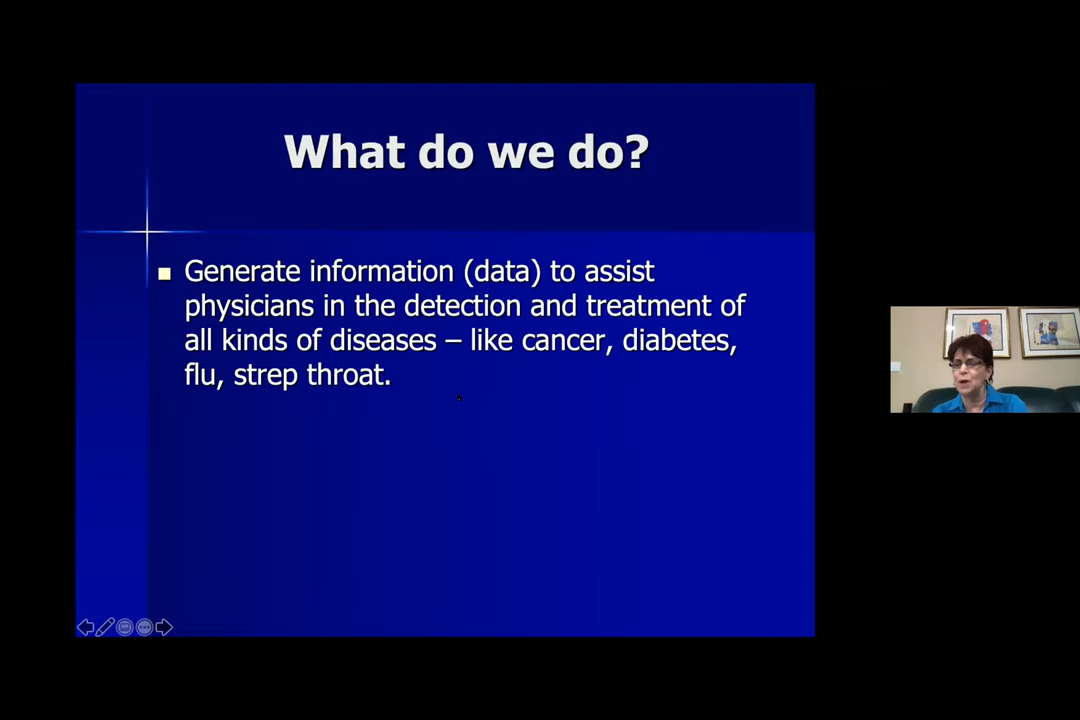 What do we do?
Generate information (data) to assist
physicians in the detection and treatment of
all kinds of diseases – like cancer, diabetes,
flu, strep throat.